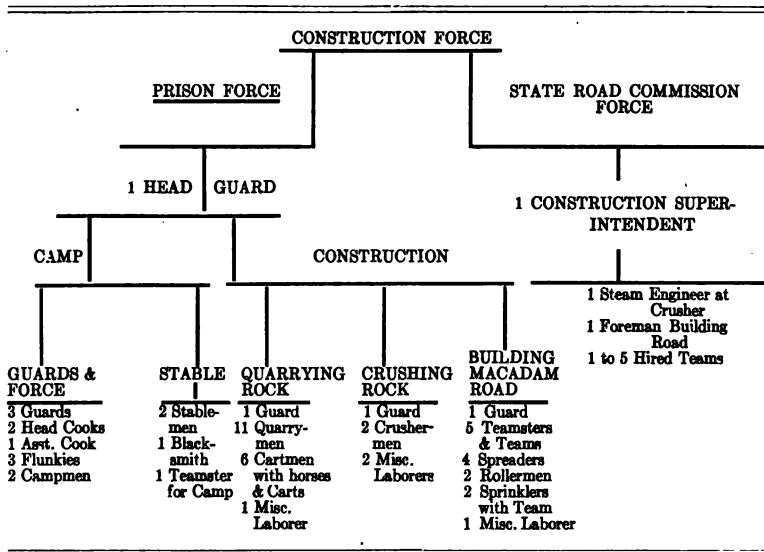 CONSTRUCTION FORCE
PRISON FORCE
STATE ROAD COMMISSION
FORCE
1 HEAD GUARD
1 CONSTRUCTION SUPER-
INTENDENT
CAMP
CONSTRUCTION
1 Steam Engineer at
Crusher
1 Foreman Building
Road
1 to 5 Hired Teams
GUARDS &
FORCE
3 Guards
2 Head Cooks
1 Asst. Cook
3 Flunkies
2 Campmen
STABLE
2 Stable-
men
1 Black-
smith
1 Teamster
for Camp
QUARRYING
ROCK
1 Guard
11 Quarry-
men
6 Cartmen
with horses
& Carts
1 Misc.
Laborer
CRUSHING
ROCK
1 Guard
2 Crusher-
men
2 Misc.
Laborers
BUILDING
MACADAM
ROAD
1 Guard
5 Teamsters
& Teams
4 Spreaders
2 Rollermen
2 Sprinklers
with Team
1 Misc. Laborer